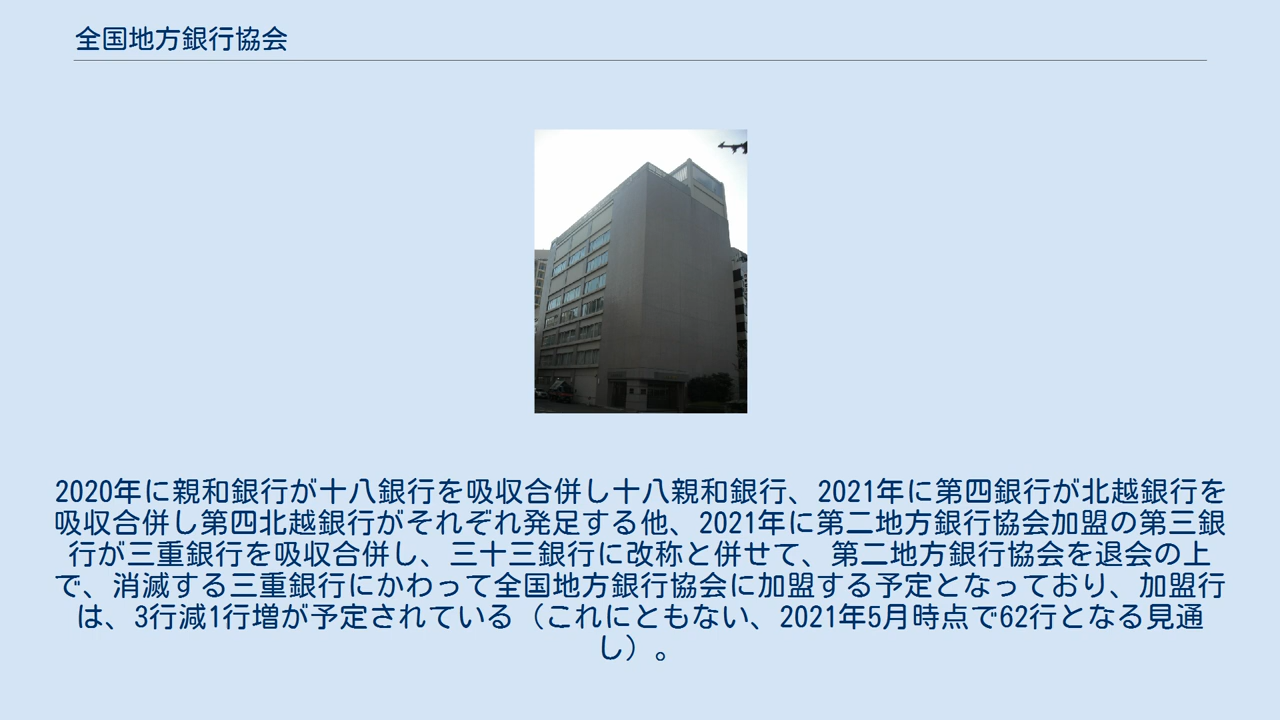 全国地方銀行協会
2020年に親和銀行が十八銀行を吸収合併し十八親和銀行、2021年に第四銀行が北越銀行を
吸収合併し第四北越銀行がそれぞれ発足する他、2021年に第二地方銀行協会加盟の第三銀
行が三重銀行を吸収合併し、三十三銀行に改称と併せて、第二地方銀行協会を退会の上
で、消滅する三重銀行にかわって全国地方銀行協会に加盟する予定となっており、加盟行
は、3行減1行増が予定されている（これにともない、2021年5月時点で62行となる見通
し）。